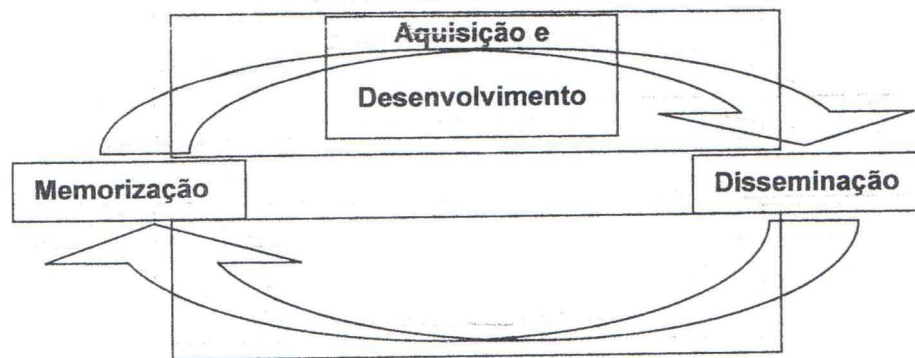 Aquisição e
Desenvolvimento
Memorização
Disseminação